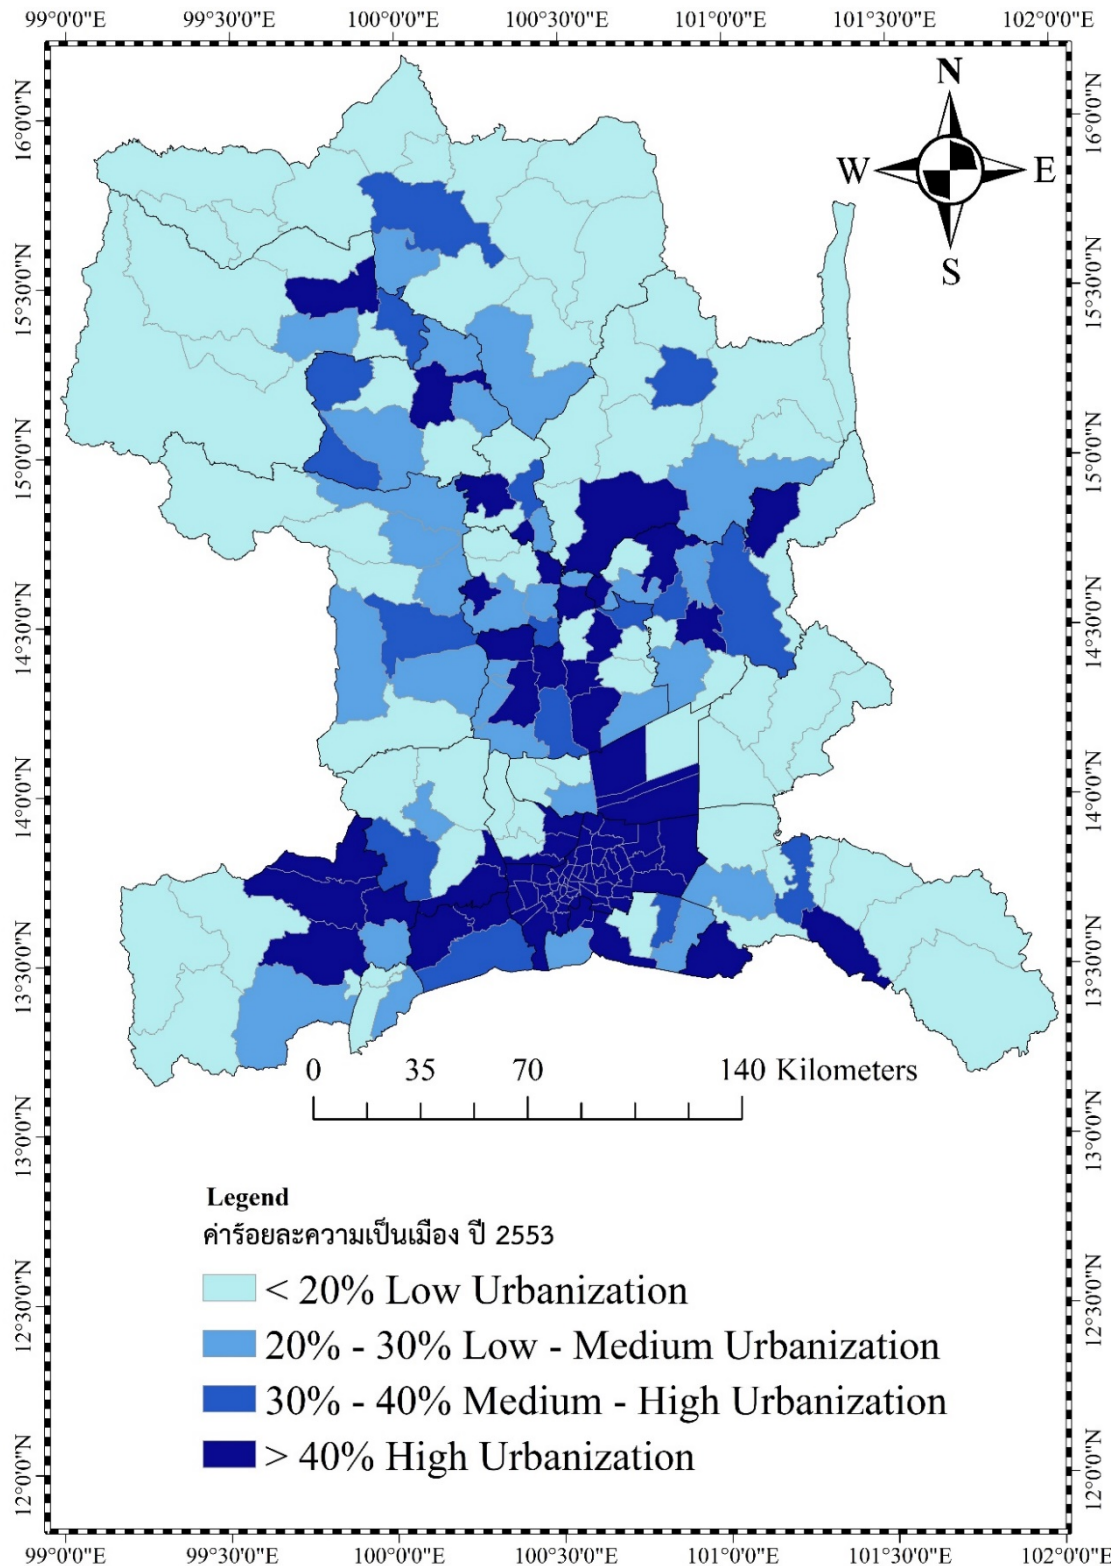 99°0'0"E 99°30'0"E 100°0'0"E 100°30'0"E 101°0'0"E 101°30'0"E 102°0'0"E
N
W E
S
16°0'0"N 16°0'0"N
15°30'0"N 15°30'0"N
15°0'0"N 15°0'0"N
14°30'0"N 14°30'0"N
14°0'0"N 14°0'0"N
13°30'0"N 13°30'0"N
0 35 70 140 Kilometers
13°0'0"N 13°0'0"N
Legend
ค่าร้อยละความเป็นเมือง ปี 2553
< 20% Low Urbanization
12°30'0"N 12°30'0"N
20% - 30% Low - Medium Urbanization
30% - 40% Medium - High Urbanization
> 40% High Urbanization
12°0'0"N 12°0'0"N
99°0'0"E 99°30'0"E 100°0'0"E 100°30'0"E 101°0'0"E 101°30'0"E 102°0'0"E